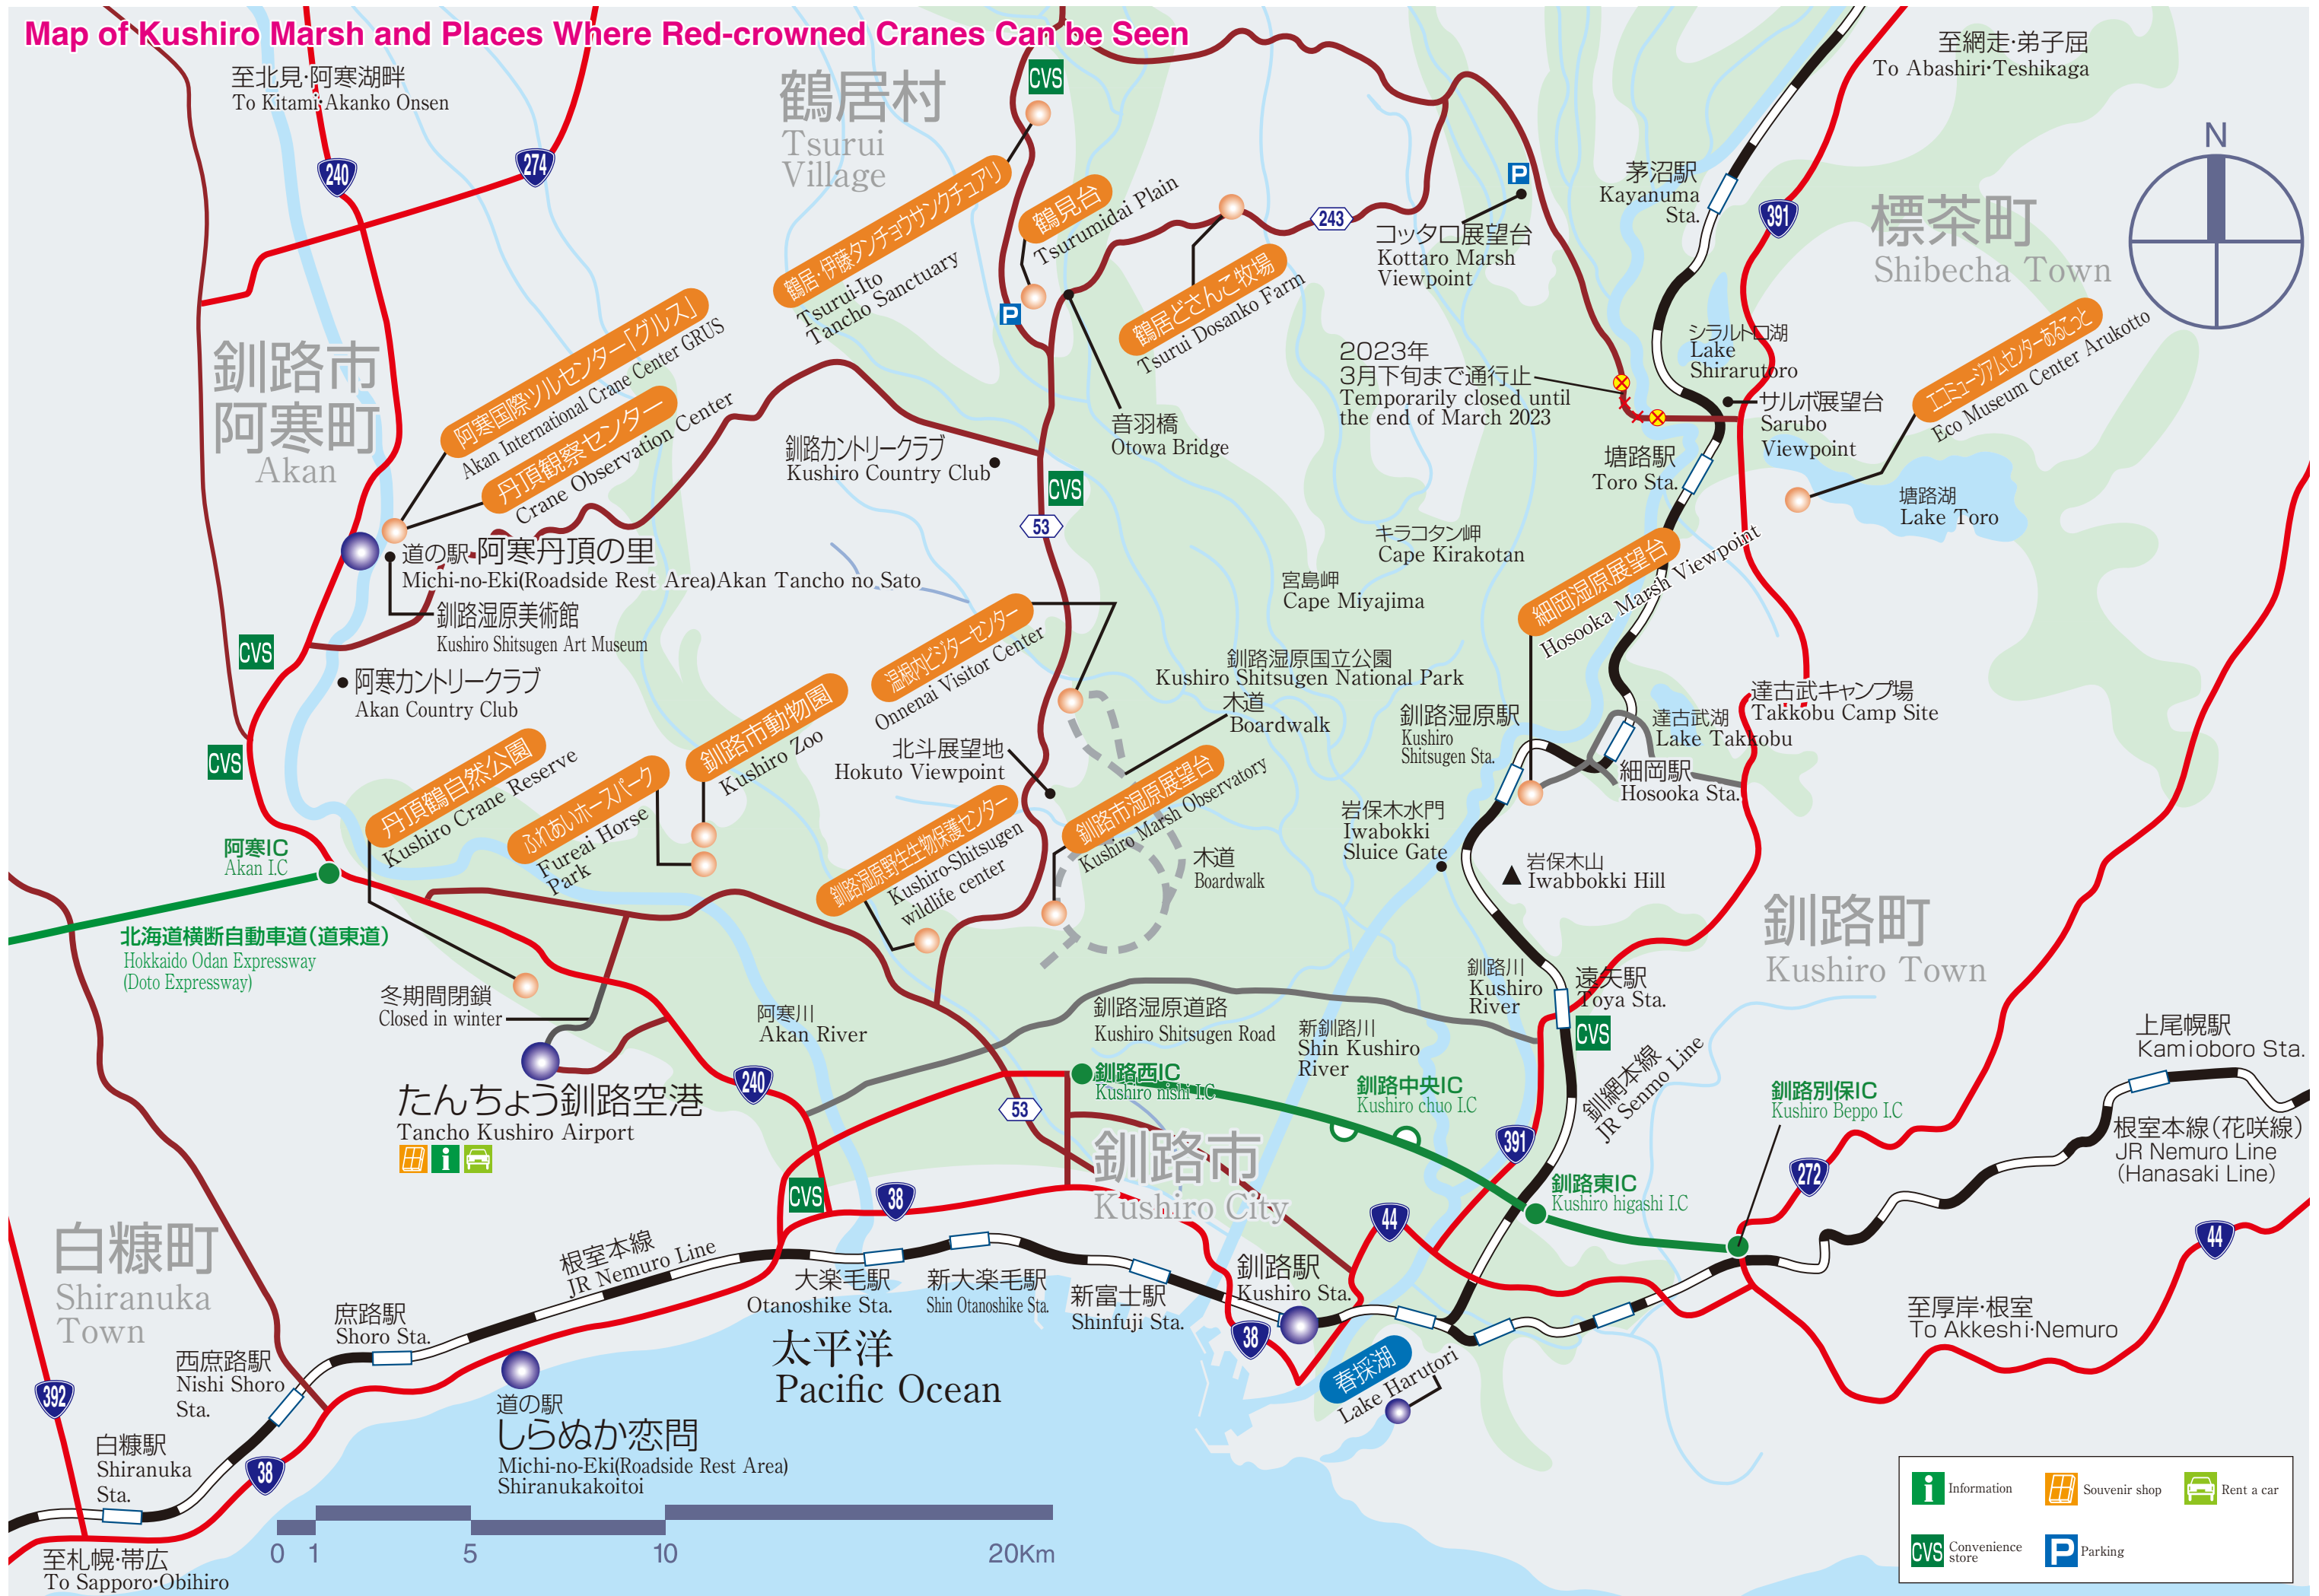 Map of Kushiro Marsh and Places Where Red-crowned Cranes Can be Seen
至北見・阿寒湖畔
To Kitami・Akanko Onsen
240
274
鶴居村
Tsurui
Village
CVS
鶴居・伊藤タンチョウサンクチュアリ
Tsurui-Ito
Tancho Sanctuary
鶴見台
Tsurumidai Plain
P
243
鶴居どさんこ牧場
Tsurui Dosanko Farm
P
コッタロ展望台
Kottaro Marsh
Viewpoint
至網走・弟子屈
To Abashiri・Teshikaga
N
茅沼駅
Kayanuma
Sta.
391
標茶町
Shibecha Town
シラルトロ湖
Lake
Shirarutoro
エコミュージアムセンターあるこっと
Eco Museum Center Arukotto
2023年
3月下旬まで通行止
Temporarily closed until
the end of March 2023
サルボ展望台
Sarubo
Viewpoint
塘路駅
Toro Sta.
塘路湖
Lake Toro
釧路市
阿寒町
Akan
阿寒国際ツルセンター「グルス」
Akan International Crane Center GRUS
丹頂観察センター
Crane Observation Center
音羽橋
Otowa Bridge
釧路カントリークラブ
Kushiro Country Club
CVS
53
キラコタン岬
Cape Kirakotan
宮島岬
Cape Miyajima
細岡湿原展望台
Hosooka Marsh Viewpoint
道の駅・阿寒丹頂の里
Michi-no-Eki(Roadside Rest Area)Akan Tancho no Sato
釧路湿原美術館
Kushiro Shitsugen Art Museum
CVS
阿寒カントリークラブ
Akan Country Club
CVS
温根内ビジターセンター
Onnenai Visitor Center
釧路湿原国立公園
Kushiro Shitsugen National Park
木道
Boardwalk
釧路湿原駅
Kushiro
Shitsugen Sta.
達古武キャンプ場
Takkobu Camp Site
達古武湖
Lake Takkobu
細岡駅
Hosooka Sta.
丹頂鶴自然公園
Kushiro Crane Reserve
ふれあいホースパーク
Fureai Horse
Park
釧路市動物園
Kushiro Zoo
北斗展望地
Hokuto Viewpoint
釧路湿原野生生物保護センター
Kushiro-Shitsugen
wildlife center
釧路市湿原展望台
Kushiro Marsh Observatory
木道
Boardwalk
岩保木水門
Iwabokki
Sluice Gate
岩保木山
Iwabbokki Hill
阿寒IC
Akan I.C
北海道横断自動車道（道東道）
Hokkaido Odan Expressway
(Doto Expressway)
冬期間閉鎖
Closed in winter
阿寒川
Akan River
釧路湿原道路
Kushiro Shitsugen Road
新釧路川
Shin Kushiro
River
釧路川
Kushiro
River
遠矢駅
Toya Sta.
CVS
釧路町
Kushiro Town
釧網本線
JR Senmo Line
上尾幌駅
Kamioboro Sta.
たんちょう釧路空港
Tancho Kushiro Airport
i
240
53
釧路西IC
Kushiro nishi I.C
釧路中央IC
Kushiro chuo I.C
釧路別保IC
Kushiro Beppo I.C
391
釧路東IC
Kushiro higashi I.C
272
根室本線（花咲線）
JR Nemuro Line
(Hanasaki Line)
44
釧路市
Kushiro City
CVS
38
44
白糠町
Shiranuka
Town
根室本線
JR Nemuro Line
大楽毛駅
Otanoshike Sta.
新大楽毛駅
Shin Otanoshike Sta.
新富士駅
Shinfuji Sta.
釧路駅
Kushiro Sta.
38
春採湖
Lake Harutori
至厚岸・根室
To Akkeshi・Nemuro
庶路駅
Shoro Sta.
西庶路駅
Nishi Shoro
Sta.
392
白糠駅
Shiranuka
Sta.
38
太平洋
Pacific Ocean
道の駅
しらぬか恋問
Michi-no-Eki(Roadside Rest Area)
Shiranukakoitoi
0 1 5 10 20Km
至札幌・帯広
To Sapporo・Obihiro
i Information
Souvenir shop
Rent a car
CVS Convenience
store
P Parking